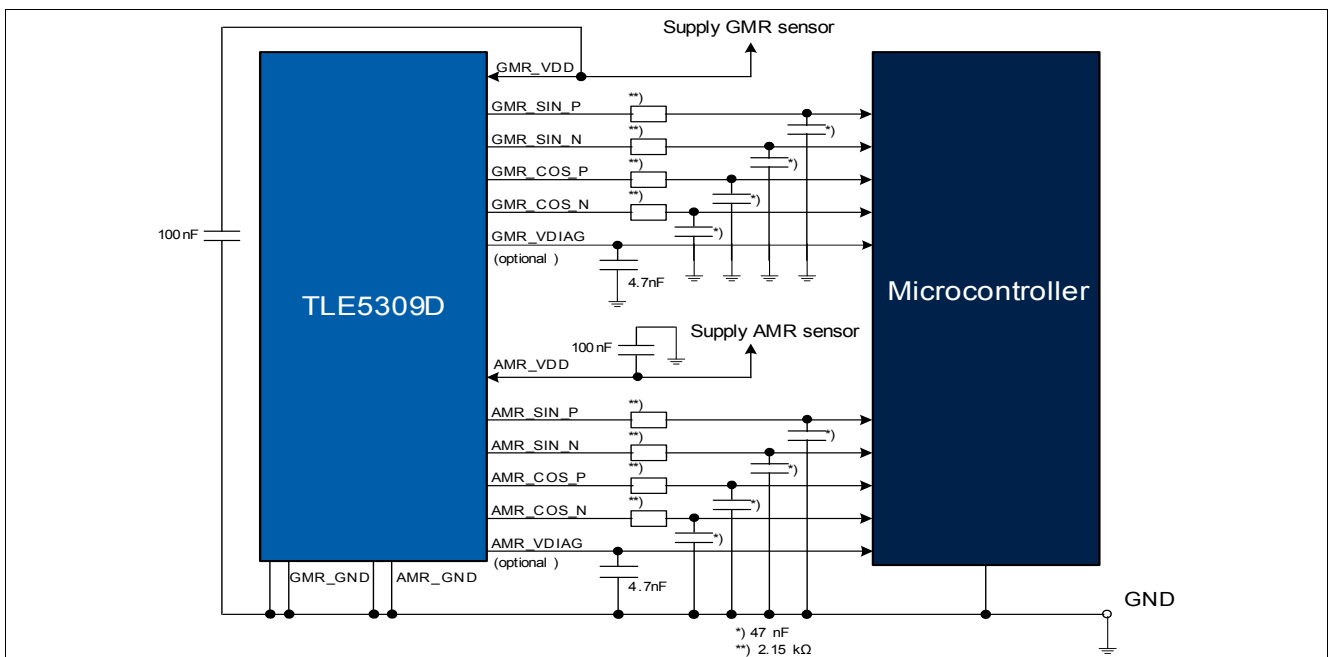 Supply GMR sensor
GMR_VDD
GMR_SIN_P
**)
*)
GMR_SIN_N
**)
*)
GMR_COS_P
**)
*)
GMR_COS_N
**)
*)
100 nF
GMR_VDIAG
(optional )
4.7nF
TLE5309D
Microcontroller
Supply AMR sensor
100 nF
AMR_VDD
AMR_SIN_P
**)
*)
AMR_SIN_N
**)
*)
AMR_COS_P
**)
*)
AMR_COS_N
**)
*)
AMR_VDIAG
(optional )
4.7nF
GMR_GND
AMR_GND
GND
*) 47 nF
**) 2.15 kΩ